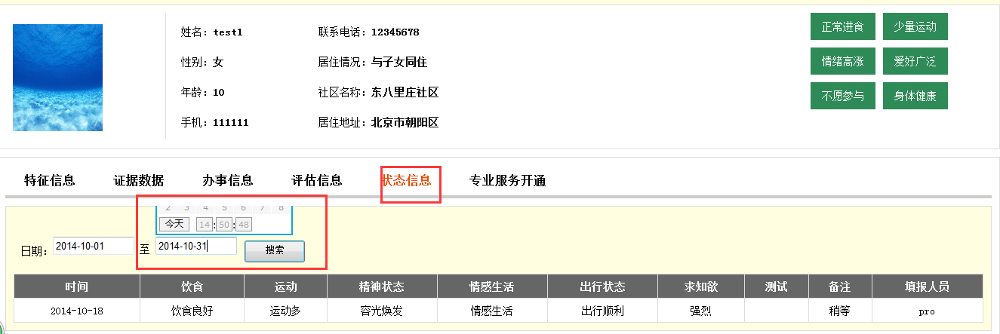 姓名：test1 联系电话：12345678 正常进食 少量运动
性别：女 居住情况：与子女同住 情绪高涨 爱好广泛
年龄：10 社区名称：东八里庄社区 不愿参与 身体健康
手机：111111 居住地址：北京市朝阳区
特征信息 证据数据 办事信息 评估信息 状态信息 专业服务开通
2 3 4 5 6 7 8
今天 14:50:48
日期：2014-10-01 至 2014-10-31 搜索
时间 饮食 运动 精神状态 情感生活 出行状态 求知欲 测试 备注 填报人员
2014-10-18 饮食良好 运动多 容光焕发 情感生活 出行顺利 强烈 稍等 pro